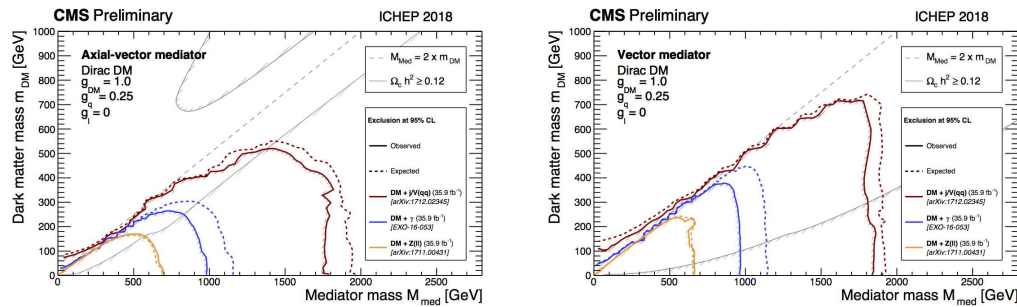 CMS Preliminary ICHEP 2018
Dark matter mass m_DM [GeV]
1000
900
800
700
600
500
400
300
200
100
0
Axial-vector mediator
Dirac DM
g_DM = 1.0
g_q = 0.25
g_l = 0
M_Med = 2 x m_DM
Ω_c h² ≥ 0.12
Exclusion at 95% CL
Observed
Expected
DM + j/V(qq) (35.9 fb⁻¹)
[arXiv:1712.02345]
DM + γ (35.9 fb⁻¹)
[EXO-16-053]
DM + Z(ll) (35.9 fb⁻¹)
[arXiv:1711.00431]
0 500 1000 1500 2000 2500
Mediator mass M_med [GeV]
CMS Preliminary ICHEP 2018
Dark matter mass m_DM [GeV]
1000
900
800
700
600
500
400
300
200
100
0
Vector mediator
Dirac DM
g_DM = 1.0
g_q = 0.25
g_l = 0
M_Med = 2 x m_DM
Ω_c h² ≥ 0.12
Exclusion at 95% CL
Observed
Expected
DM + j/V(qq) (35.9 fb⁻¹)
[arXiv:1712.02345]
DM + γ (35.9 fb⁻¹)
[EXO-16-053]
DM + Z(ll) (35.9 fb⁻¹)
[arXiv:1711.00431]
0 500 1000 1500 2000 2500
Mediator mass M_med [GeV]